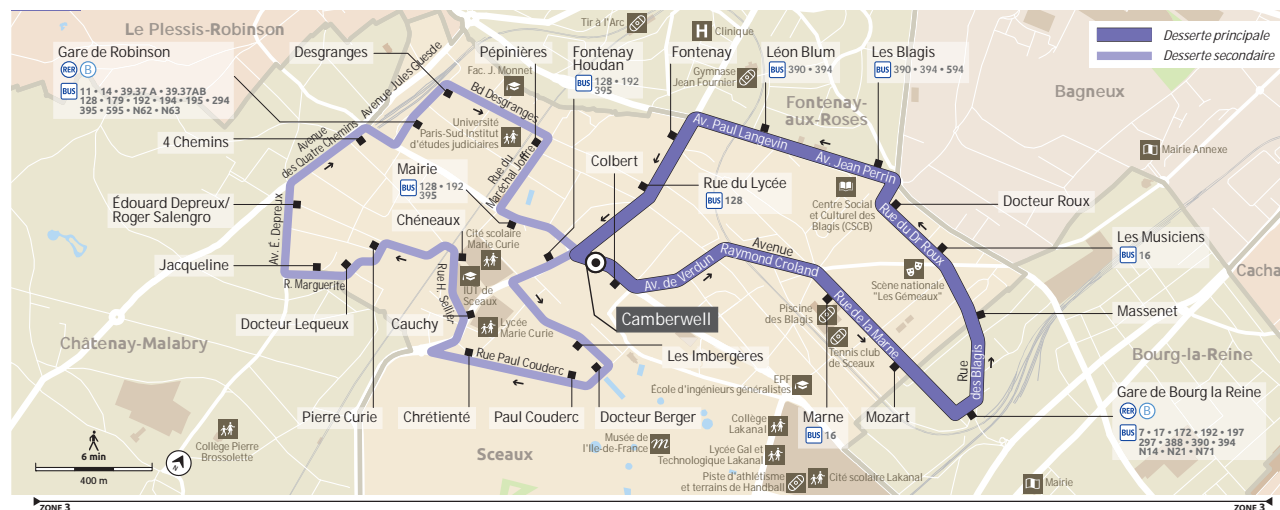 Le Plessis-Robinson
Gare de Robinson
RER B
BUS 11 • 14 • 39.37 A • 39.37AB
128 • 179 • 192 • 194 • 195 • 294
395 • 595 • N62 • N63
4 Chemins
Édouard Depreux/
Roger Salengro
Jacqueline
Docteur Lequeux
Châtenay-Malabry
Desgranges
Avenue Jules Guesde
Avenue
des Quatre Chemins
Av. É. Depreux
R. Marguerite
Pépinières
Fac. J. Monnet
Bd Desgranges
Université
Paris-Sud Institut
d'études judiciaires
Rue du
Maréchal Joffre
Mairie
BUS 128 • 192
395
Chéneaux
Cité scolaire
Marie Curie
IUT de
Sceaux
Rue H. Sellier
Cauchy
Lycée
Marie Curie
Rue Paul Couderc
Fontenay
Houdan
BUS 128 • 192
395
Tir à l'Arc
H Clinique
Fontenay
Gymnase
Jean Fournier
Léon Blum
BUS 390 • 394
Les Blagis
BUS 390 • 394 • 594
Desserte principale
Desserte secondaire
Fontenay-
aux-Roses
Bagneux
Mairie Annexe
Av. Paul Langevin
Av. Jean Perrin
Colbert
Rue du Lycée
BUS 128
Centre Social
et Culturel des
Blagis (CSCB)
Docteur Roux
Rue du Dr Roux
Les Musiciens
BUS 16
Cacha
Avenue
Raymond Croland
Av. de Verdun
Scène nationale
"Les Gémeaux"
Camberwell
Piscine
des Blagis
Rue de la Marne
Tennis club
de Sceaux
Massenet
Rue
des Blagis
Bourg-la-Reine
Les Imbergères
EPF
École d'ingénieurs généralistes
Gare de Bourg la Reine
RER B
BUS 7 • 17 • 172 • 192 • 197
297 • 388 • 390 • 394
N14 • N21 • N71
Pierre Curie
Chrétienté
Paul Couderc
Docteur Berger
Collège
Lakanal
Marne
BUS 16
Mozart
Collège Pierre
Brossolette
Sceaux
Musée de
l'Ile-de-France
m
Lycée Gal et
Technologique Lakanal
Piste d'athlétisme
et terrains de Handball
Cité scolaire Lakanal
Mairie
6 min
400 m
N
ZONE 3
ZONE 3